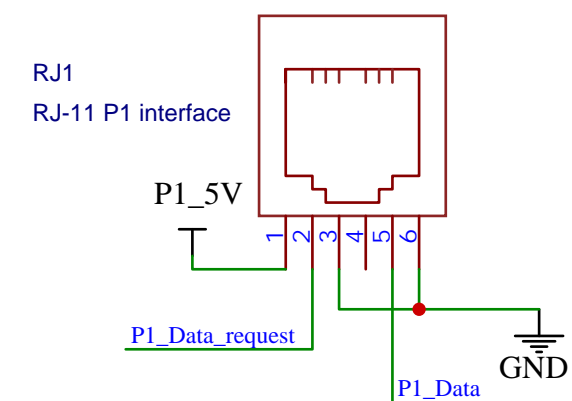 RJ1
RJ-11 P1 interface
P1_5V
1
2
3
4
5
6
P1_Data_request
GND
P1_Data